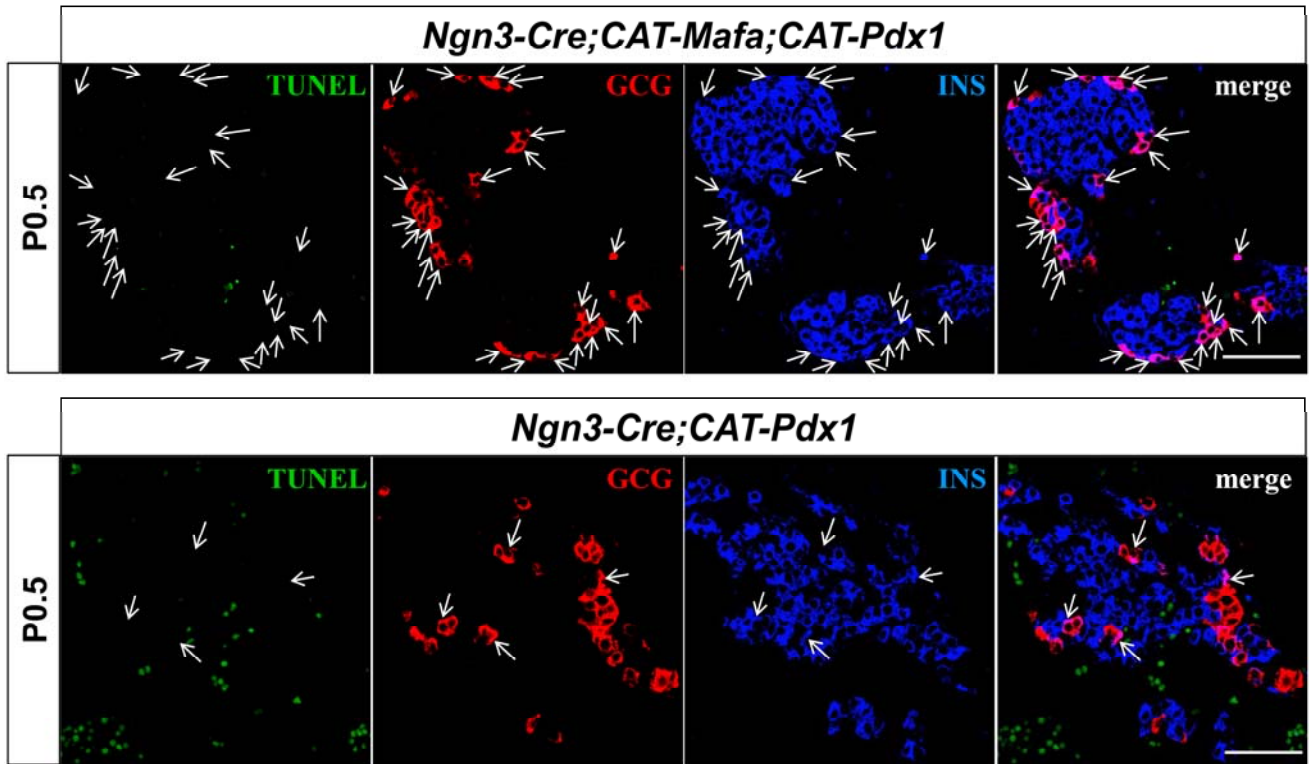 Ngn3-Cre;CAT-Mafa;CAT-Pdx1
P0.5
TUNEL
GCG
INS
merge
Ngn3-Cre;CAT-Pdx1
P0.5
TUNEL
GCG
INS
merge